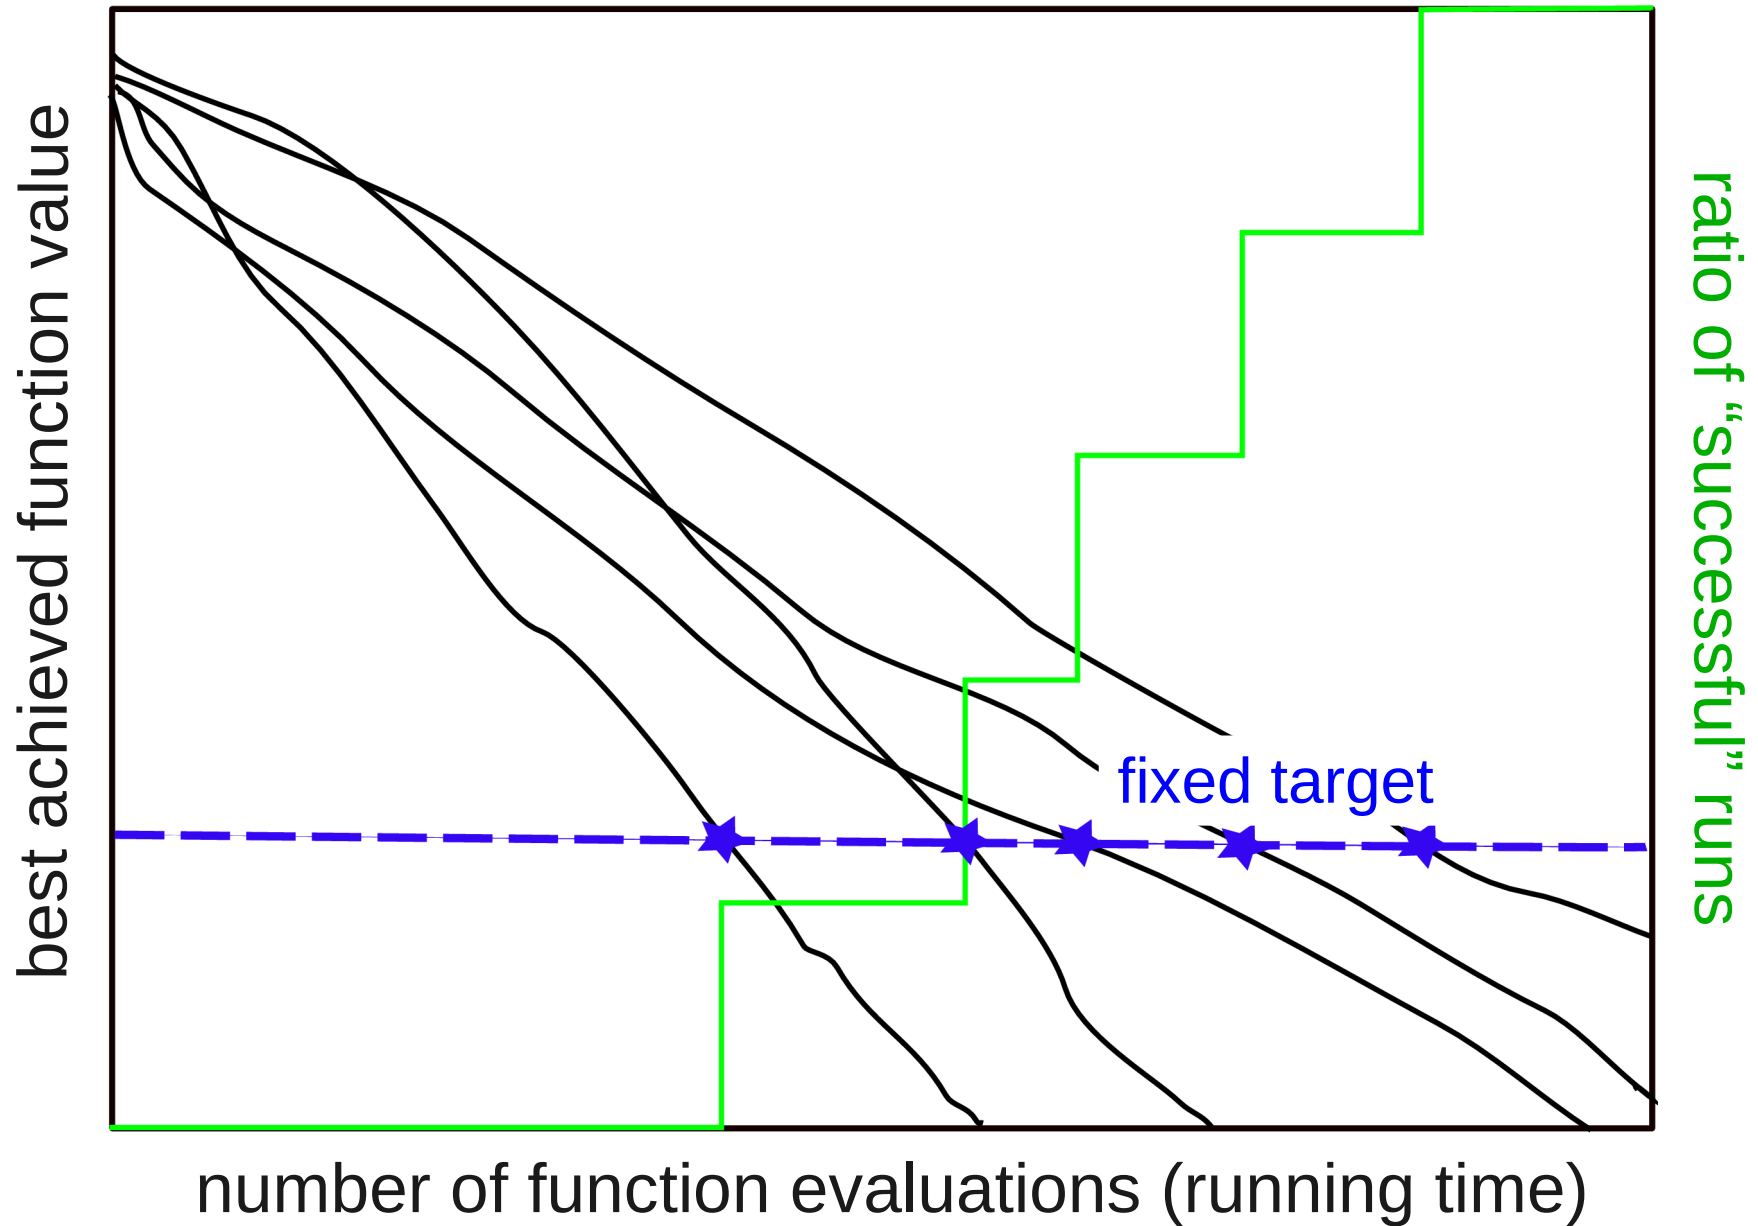 best achieved function value
fixed target
ratio of “successful” runs
number of function evaluations (running time)